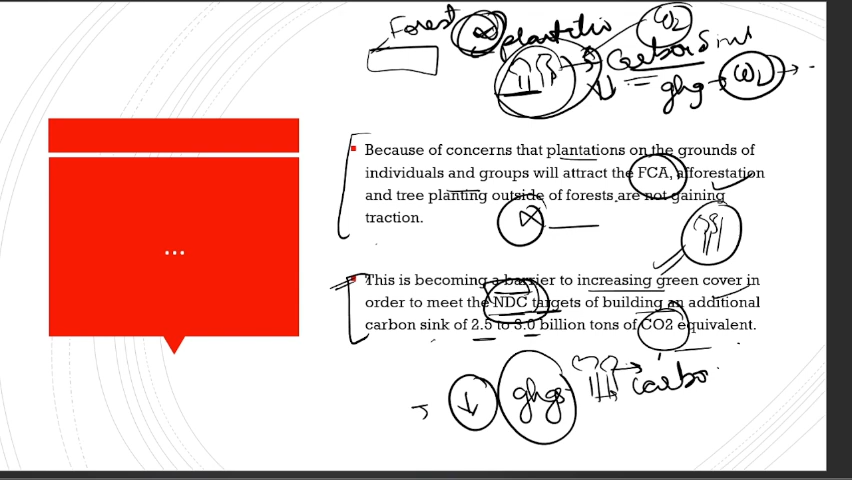 Forest
plantatio
CO2
Carbon Sink
ghg
CO2
Because of concerns that plantations on the grounds of
individuals and groups will attract the FCA, afforestation
and tree planting outside of forests are not gaining
traction.
...
This is becoming a barrier to increasing green cover in
order to meet the NDC targets of building an additional
carbon sink of 2.5 to 3.0 billion tons of CO2 equivalent.
ghgs
carbo